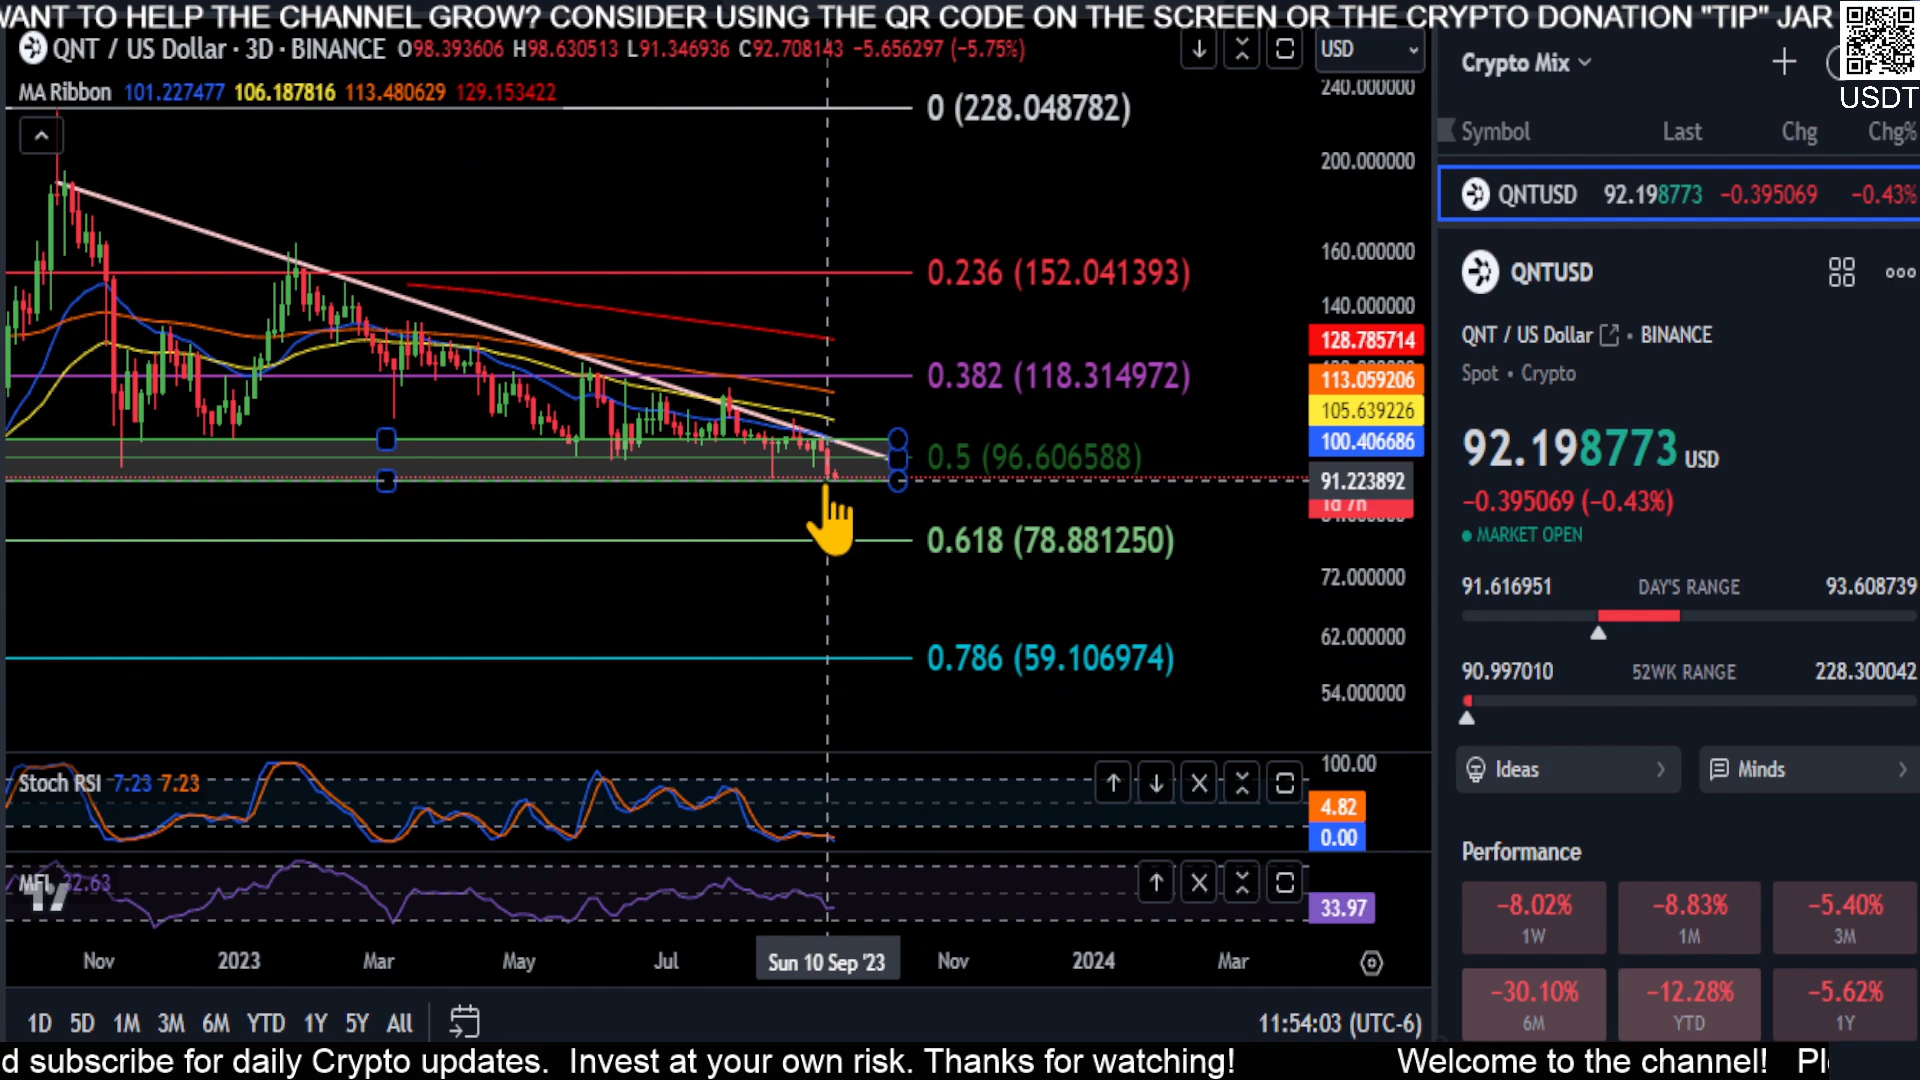 WANT TO HELP THE CHANNEL GROW? CONSIDER USING THE QR CODE ON THE SCREEN OR THE CRYPTO DONATION "TIP" JAR
QNT / US Dollar · 3D · BINANCE O98.393606 H98.630513 L91.346936 C92.708143 −5.656297 (−5.75%)
USD
MA Ribbon 101.227477 106.187816 113.480629 129.153422
0 (228.048782)
0.236 (152.041393)
0.382 (118.314972)
0.5 (96.606588)
0.618 (78.881250)
0.786 (59.106974)
240.000000
200.000000
160.000000
140.000000
128.785714
113.059206
105.639226
100.406686
91.223892
1d 7h
72.000000
62.000000
54.000000
Stoch RSI 7.23 7.23
100.00
4.82
0.00
MFI 32.63
33.97
Nov 2023 Mar May Jul Sun 10 Sep '23 Nov 2024 Mar
1D 5D 1M 3M 6M YTD 1Y 5Y All
11:54:03 (UTC-6)
Crypto Mix
USDT
Symbol Last Chg Chg%
QNTUSD 92.198773 −0.395069 −0.43%
QNTUSD
QNT / US Dollar · BINANCE
Spot · Crypto
92.198773 USD
−0.395069 (−0.43%)
MARKET OPEN
91.616951 DAY'S RANGE 93.608739
90.997010 52WK RANGE 228.300042
Ideas
Minds
Performance
−8.02% −8.83% −5.40%
1W 1M 3M
−30.10% −12.28% −5.62%
6M YTD 1Y
d subscribe for daily Crypto updates. Invest at your own risk. Thanks for watching! Welcome to the channel! Pl